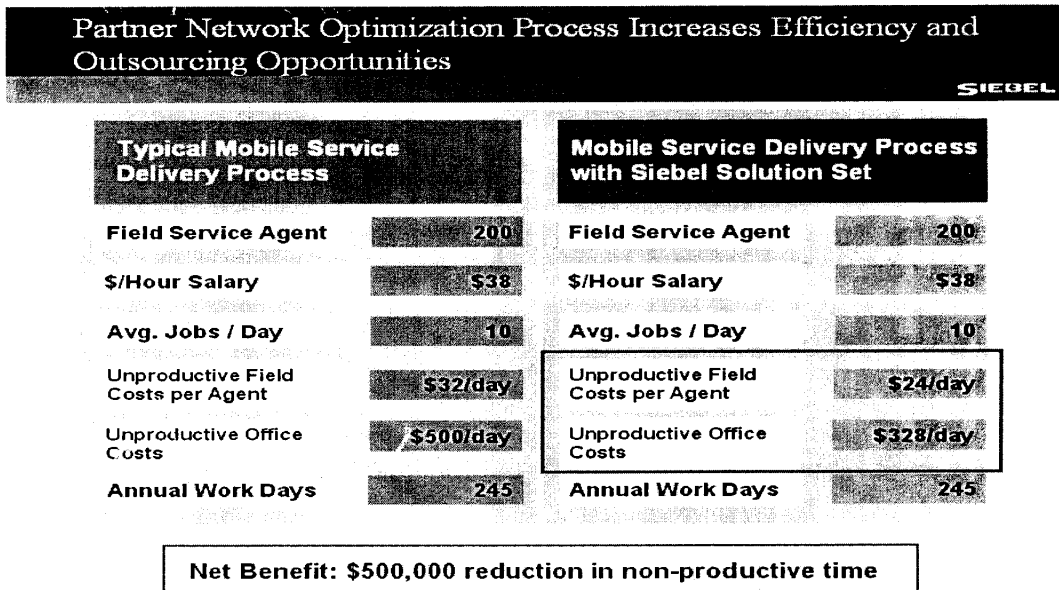 Partner Network Optimization Process Increases Efficiency and
Outsourcing Opportunities
SIEBEL
Typical Mobile Service
Delivery Process
Field Service Agent 200
$/Hour Salary $38
Avg. Jobs / Day 10
Unproductive Field
Costs per Agent $32/day
Unproductive Office
Costs $500/day
Annual Work Days 245
Mobile Service Delivery Process
with Siebel Solution Set
Field Service Agent 200
$/Hour Salary $38
Avg. Jobs / Day 10
Unproductive Field
Costs per Agent $24/day
Unproductive Office
Costs $328/day
Annual Work Days 245
Net Benefit: $500,000 reduction in non-productive time